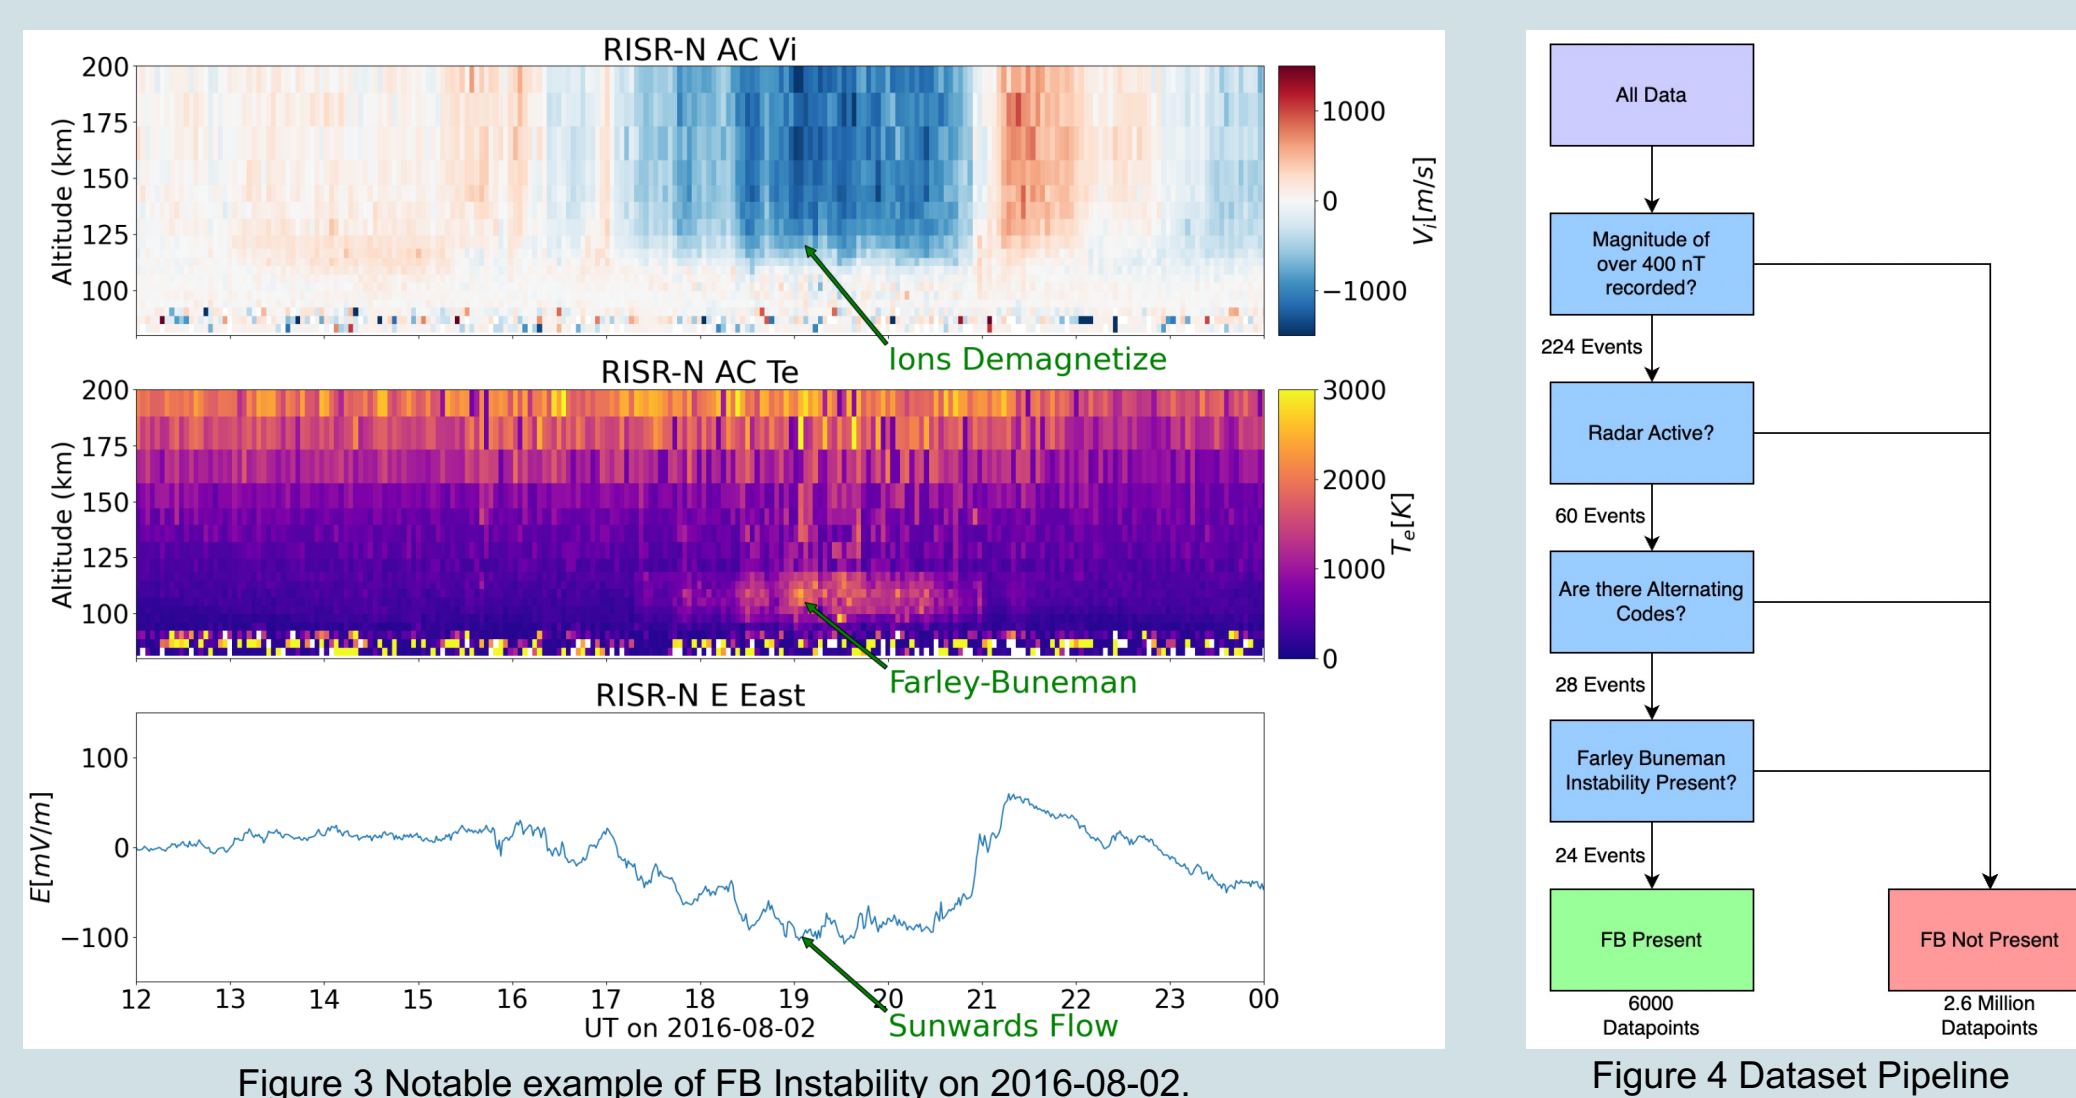 RISR-N AC Vi
200
175
150
125
100
Altitude (km)
1000
0
−1000
Vi[m/s]
Ions Demagnetize
RISR-N AC Te
200
175
150
125
100
Altitude (km)
3000
2000
1000
0
Te[K]
Farley-Buneman
RISR-N E East
100
0
−100
E[mV/m]
12 13 14 15 16 17 18 19 20 21 22 23 00
UT on 2016-08-02
Sunwards Flow
Figure 3 Notable example of FB Instability on 2016-08-02.
All Data
Magnitude of
over 400 nT
recorded?
224 Events
Radar Active?
60 Events
Are there Alternating
Codes?
28 Events
Farley Buneman
Instability Present?
24 Events
FB Present
6000
Datapoints
FB Not Present
2.6 Million
Datapoints
Figure 4 Dataset Pipeline